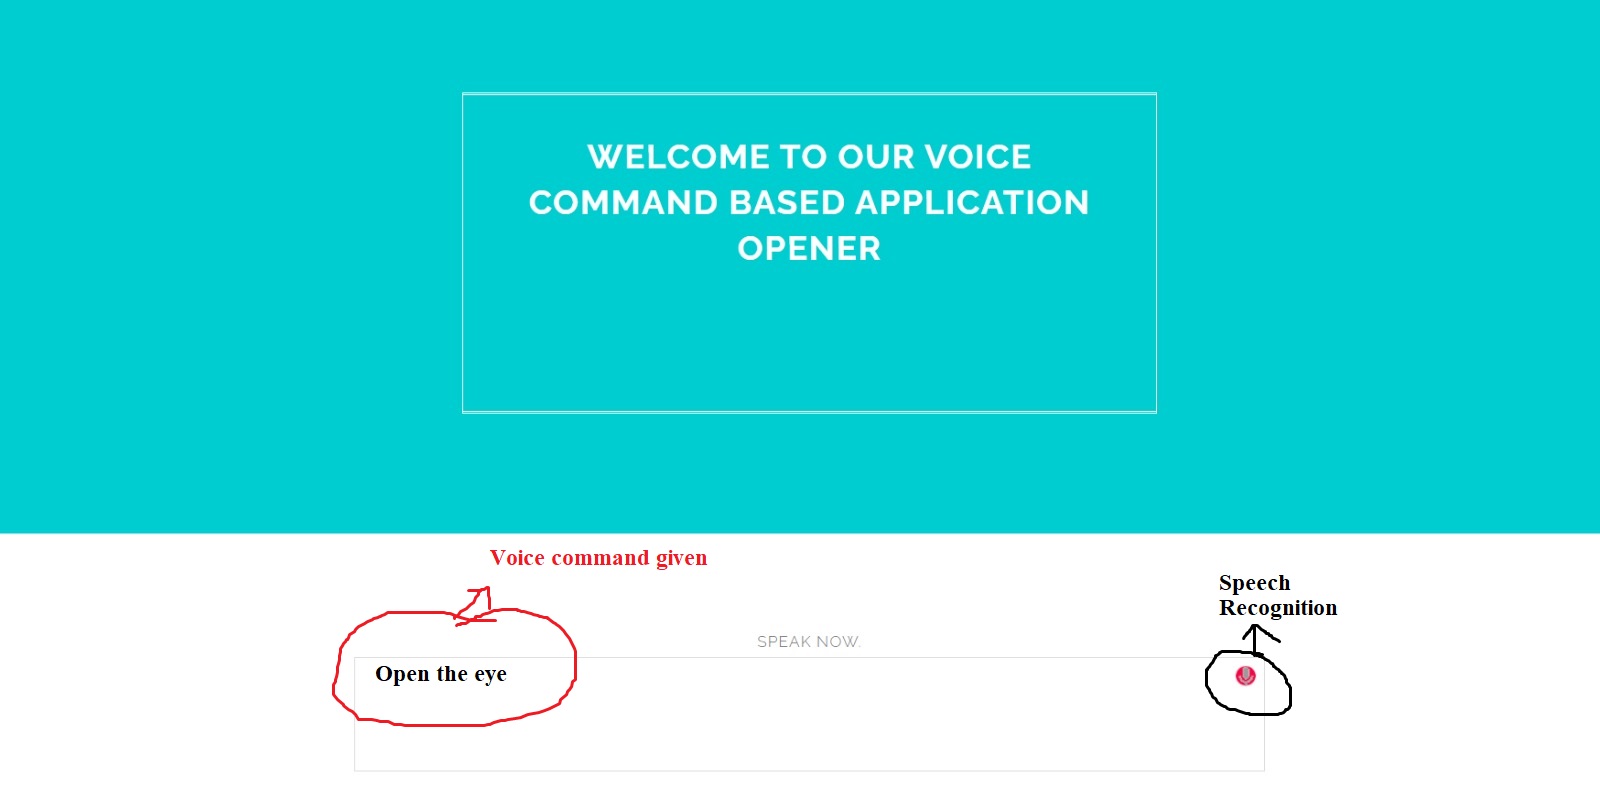 WELCOME TO OUR VOICE
COMMAND BASED APPLICATION
OPENER
Voice command given
Speech
Recognition
SPEAK NOW.
Open the eye